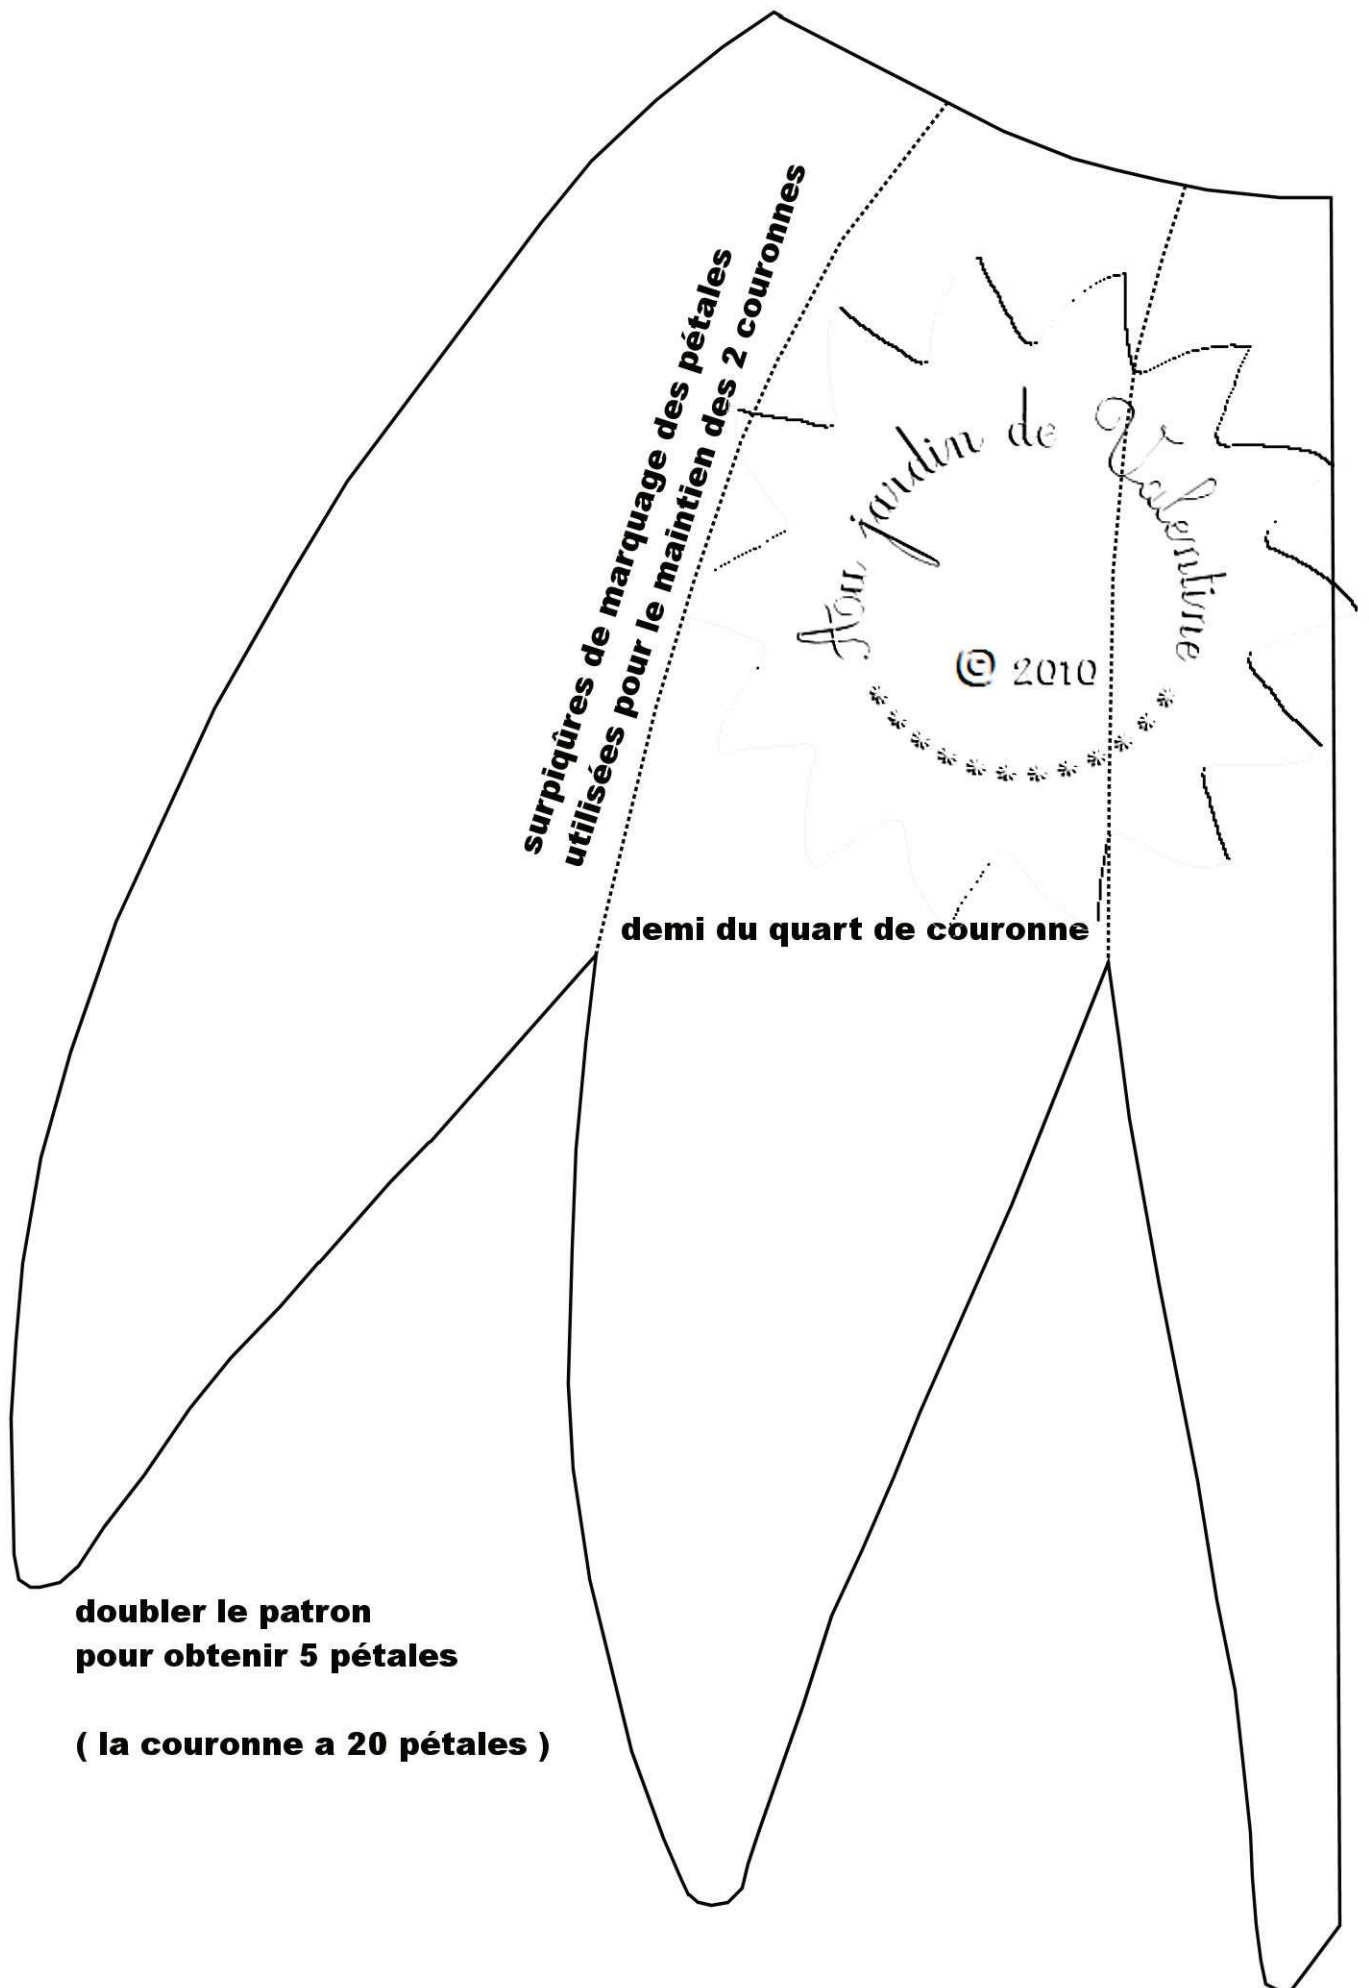 surpiqûres de marquage des pétales
utilisées pour le maintien des 2 couronnes
Au jardin de Valentine
© 2010
demi du quart de couronne
doubler le patron
pour obtenir 5 pétales
( la couronne a 20 pétales )